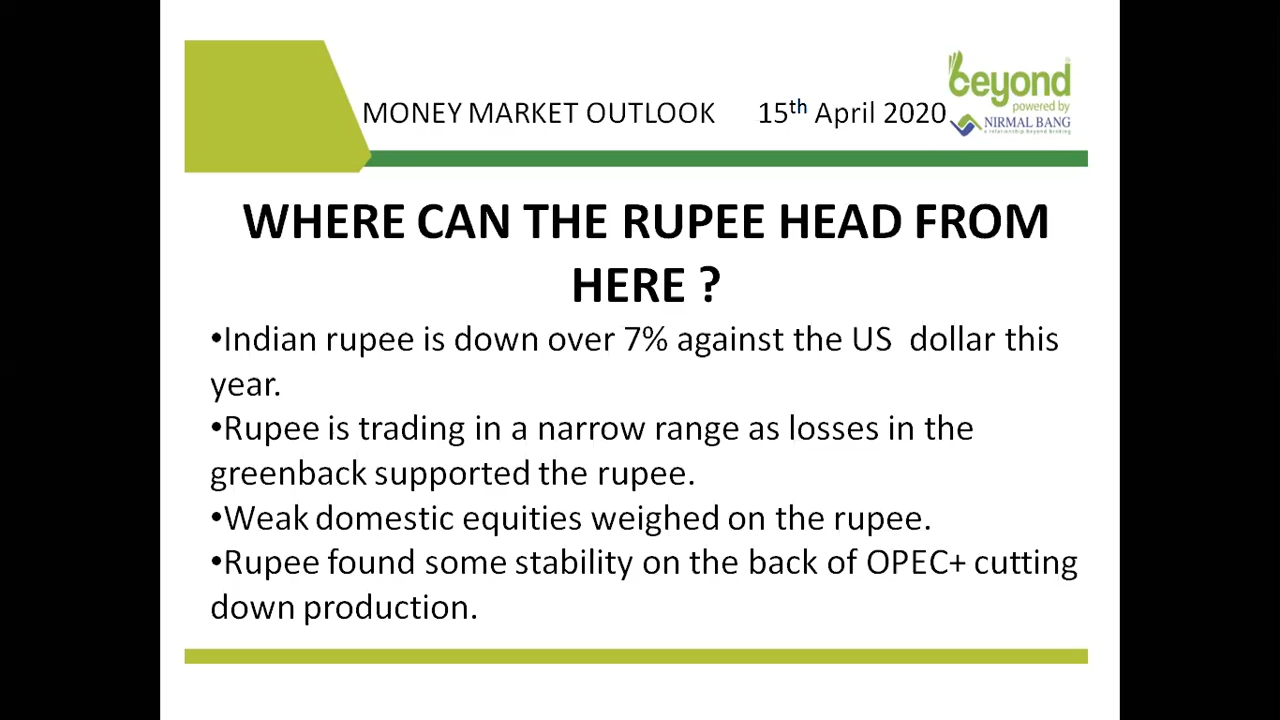 MONEY MARKET OUTLOOK 15th April 2020
beyond
powered by
NIRMAL BANG
a relationship beyond broking
WHERE CAN THE RUPEE HEAD FROM
HERE ?
•Indian rupee is down over 7% against the US dollar this
year.
•Rupee is trading in a narrow range as losses in the
greenback supported the rupee.
•Weak domestic equities weighed on the rupee.
•Rupee found some stability on the back of OPEC+ cutting
down production.